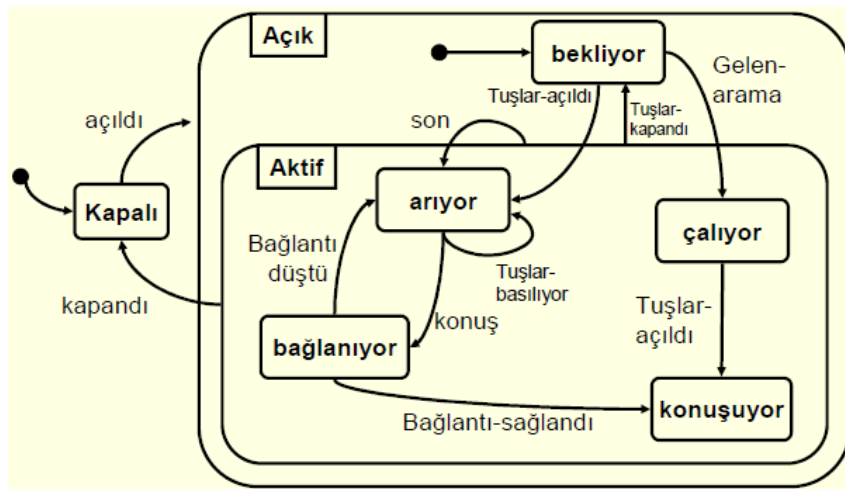 Açık
bekliyor
Gelen-
arama
Tuşlar-açıldı
Tuşlar-
kapandı
açıldı
son
Aktif
Kapalı
arıyor
çalıyor
Bağlantı
düştü
Tuşlar-
basılıyor
kapandı
konuş
Tuşlar-
açıldı
bağlanıyor
konuşuyor
Bağlantı-sağlandı